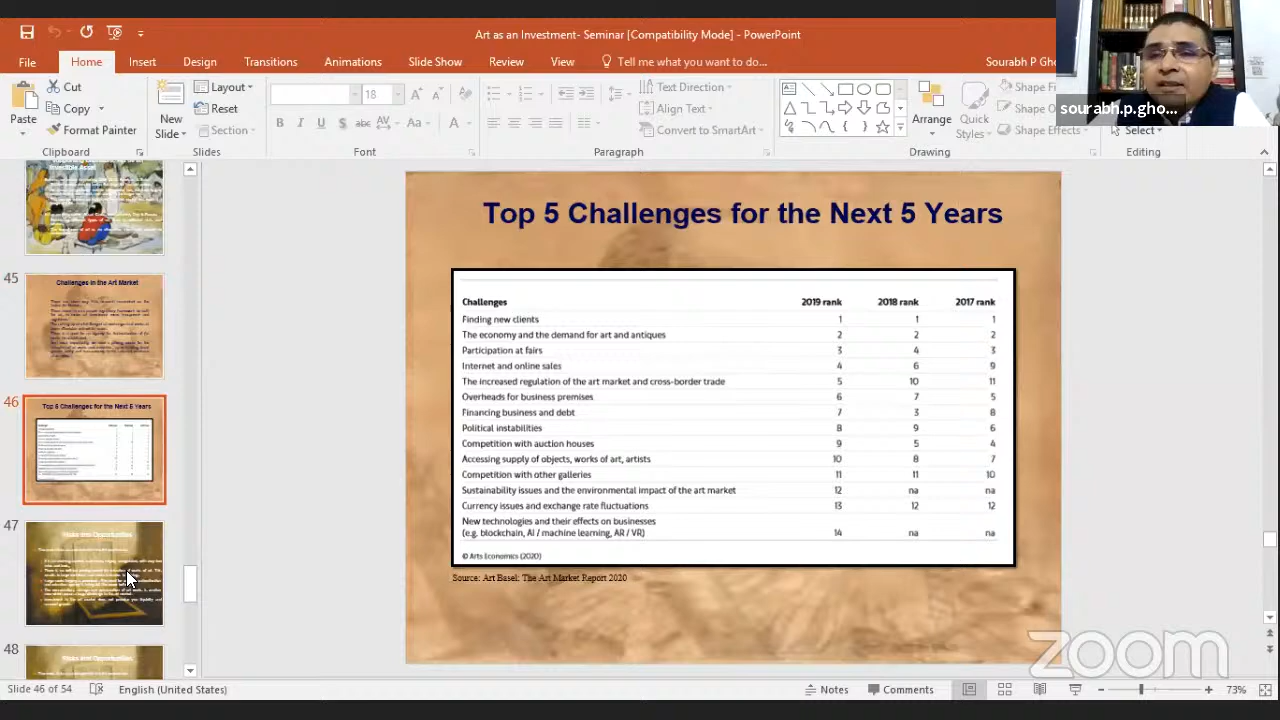 Art as an Investment- Seminar [Compatibility Mode] - PowerPoint
File Home Insert Design Transitions Animations Slide Show Review View Tell me what you want to do... Sourabh P Gho
sourabh.p.gho...
Cut
Copy
Format Painter
Paste
Clipboard
New Slide
Layout
Reset
Section
Slides
18
Font
Text Direction
Align Text
Convert to SmartArt
Paragraph
Arrange
Quick Styles
Shape Fi
Shape Effects
Drawing
Select
Editing
45
Challenges in the Art Market
46
Top 5 Challenges for the Next 5 Years
47
Risks and Opportunities
48
Risks and Opportunities
Top 5 Challenges for the Next 5 Years
Challenges 2019 rank 2018 rank 2017 rank
Finding new clients 1 1 1
The economy and the demand for art and antiques 2 2 2
Participation at fairs 3 4 3
Internet and online sales 4 6 9
The increased regulation of the art market and cross-border trade 5 10 11
Overheads for business premises 6 7 5
Financing business and debt 7 3 8
Political instabilities 8 9 6
Competition with auction houses 9 5 4
Accessing supply of objects, works of art, artists 10 8 7
Competition with other galleries 11 11 10
Sustainability issues and the environmental impact of the art market 12 na na
Currency issues and exchange rate fluctuations 13 12 12
New technologies and their effects on businesses
(e.g. blockchain, AI / machine learning, AR / VR) 14 na na
© Arts Economics (2020)
Source: Art Basel: The Art Market Report 2020
zoom
Slide 46 of 54 English (United States) Notes Comments 73%